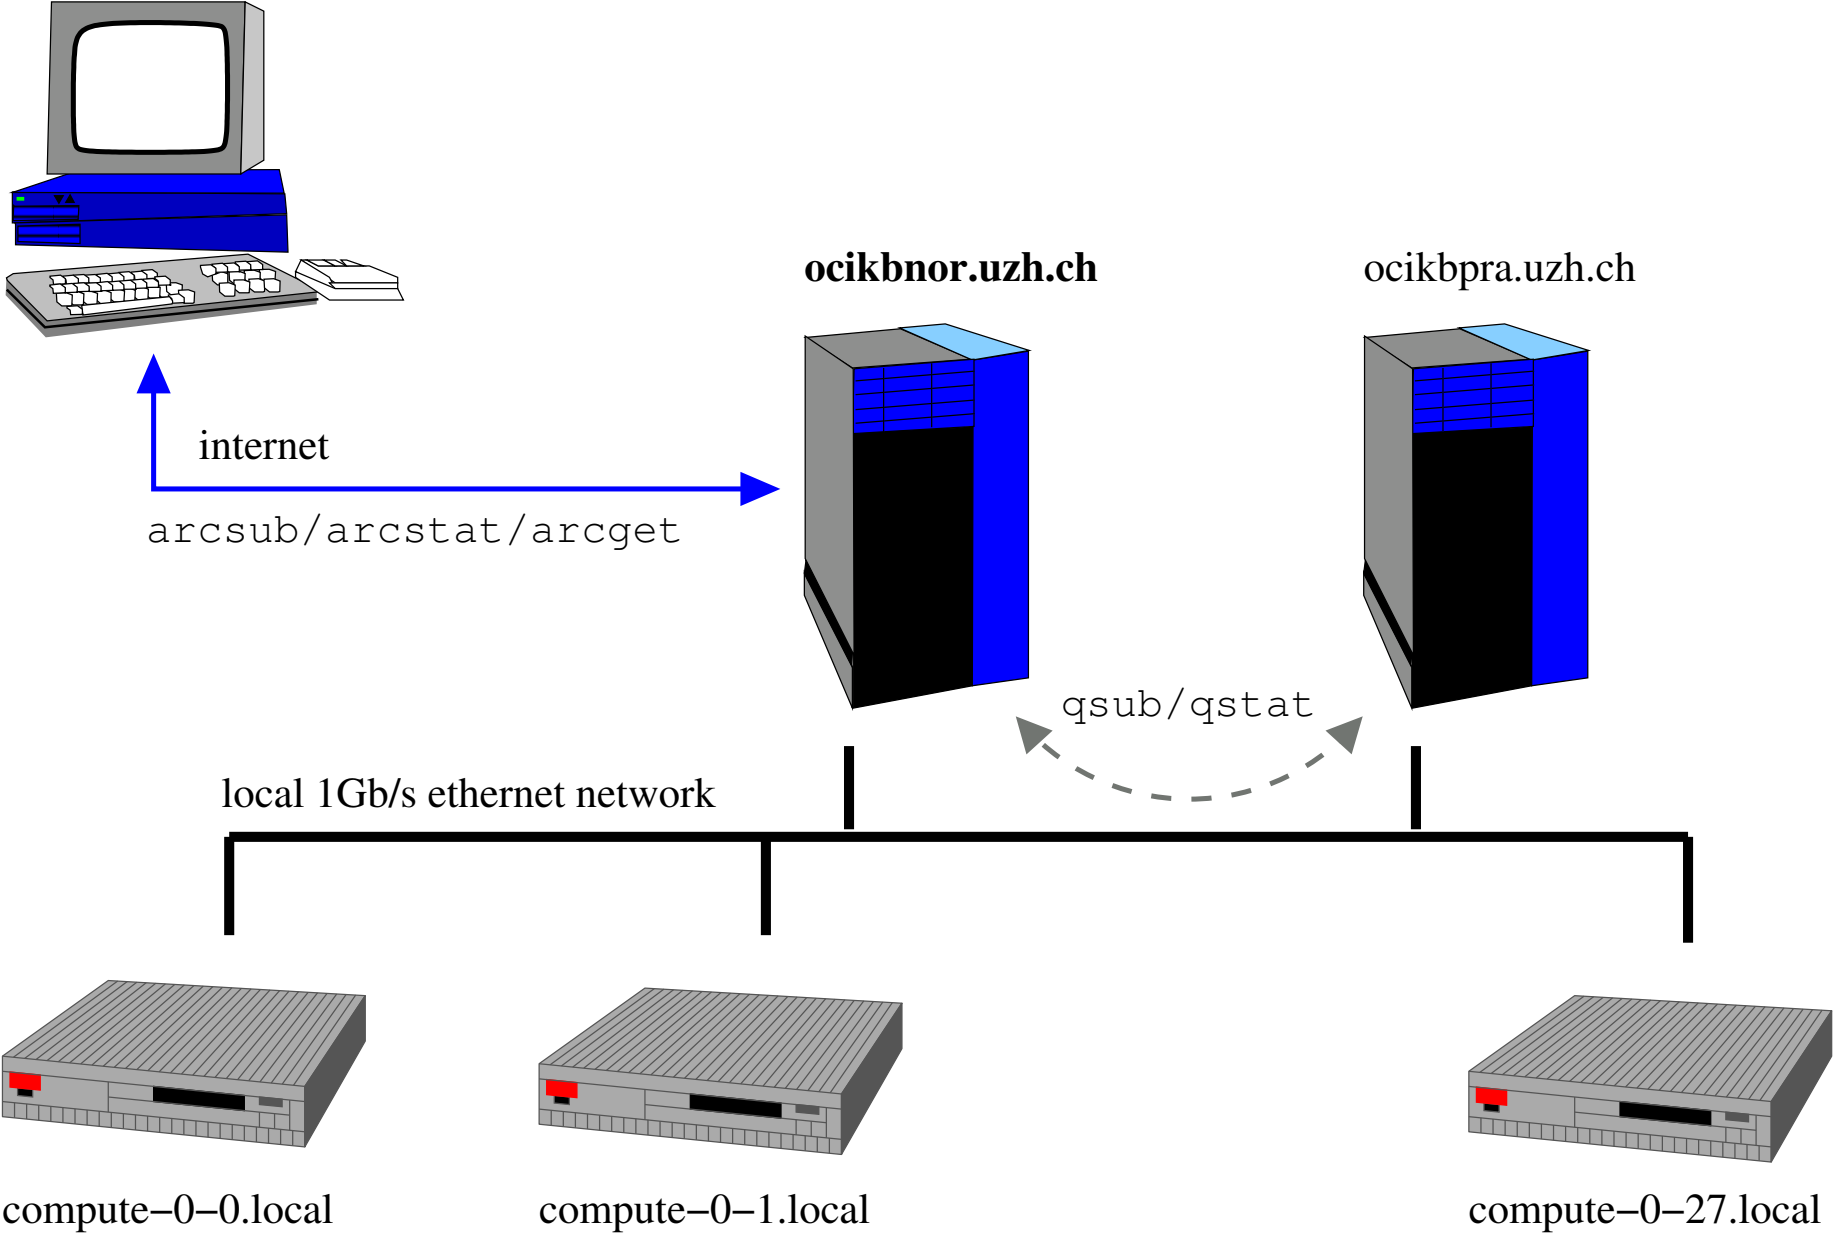 ocikbnor.uzh.ch
ocikbpra.uzh.ch
internet
arcsub/arcstat/arcget
qsub/qstat
local 1Gb/s ethernet network
compute−0−0.local
compute−0−1.local
compute−0−27.local